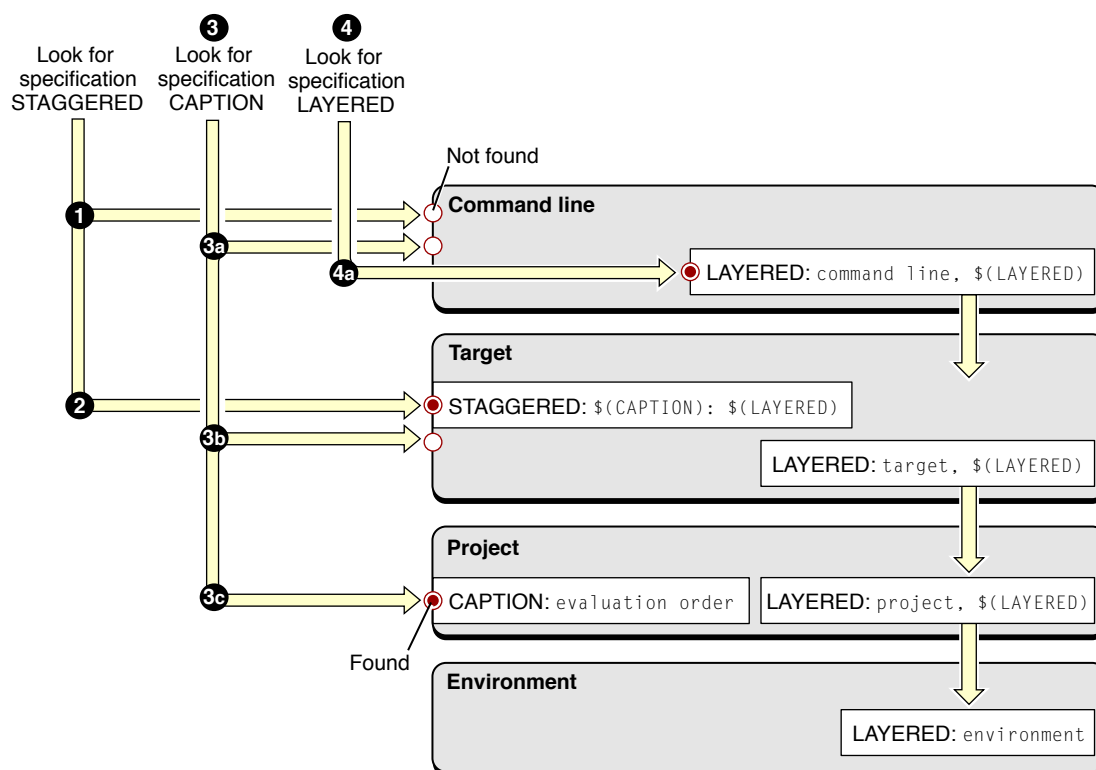 3
4
Look for
specification
STAGGERED
Look for
specification
CAPTION
Look for
specification
LAYERED
Not found
1
Command line
3a
4a
LAYERED: command line, $(LAYERED)
Target
2
STAGGERED: $(CAPTION): $(LAYERED)
3b
LAYERED: target, $(LAYERED)
Project
3c
CAPTION: evaluation order
LAYERED: project, $(LAYERED)
Found
Environment
LAYERED: environment